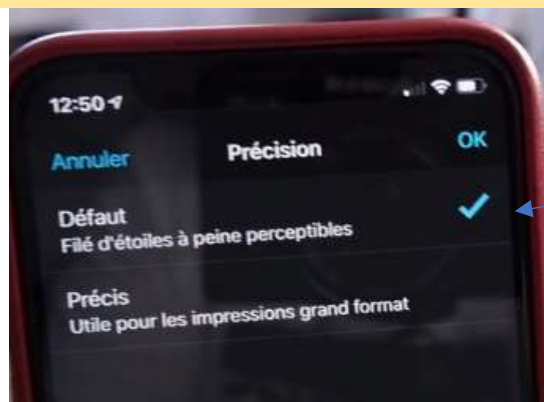 12:50
Annuler Précision OK
Défaut
Filé d'étoiles à peine perceptibles
Précis
Utile pour les impressions grand format